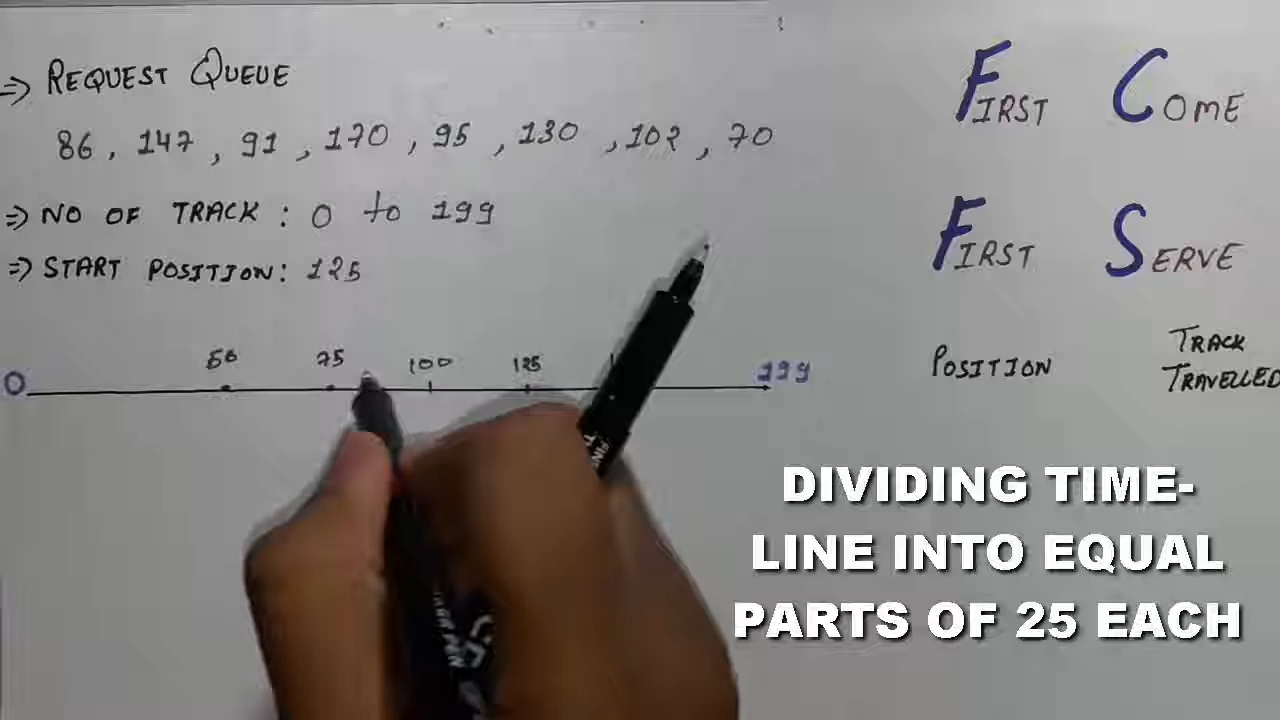 ⇒ REQUEST QUEUE
86, 147, 91, 170, 95, 130, 102, 70
⇒ NO OF TRACK: 0 to 199
⇒ START POSITION: 125
0 50 75 100 125 199
FIRST COME
FIRST SERVE
POSITION TRACK TRAVELLED
DIVIDING TIME-
LINE INTO EQUAL
PARTS OF 25 EACH